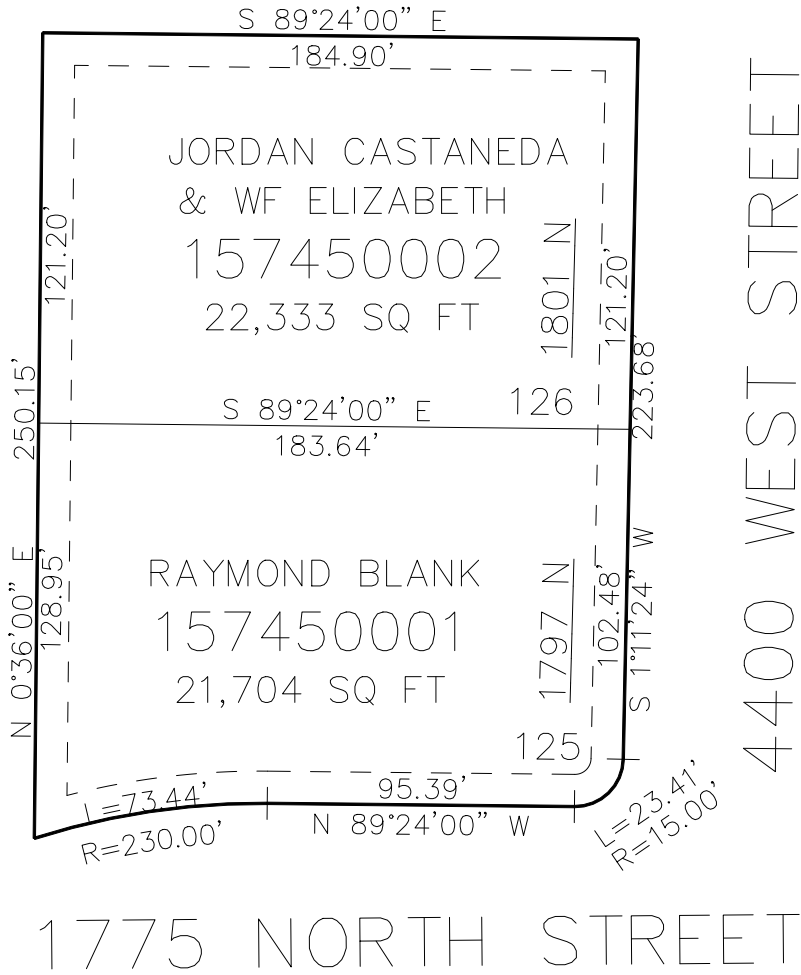 S 89°24'00" E
184.90'
JORDAN CASTANEDA
& WF ELIZABETH
157450002
22,333 SQ FT
121.20'
1801 N
121.20'
250.15'
223.68'
126
S 89°24'00" E
183.64'
RAYMOND BLANK
157450001
21,704 SQ FT
N 0°36'00" E
128.95'
1797 N
102.48'
S 1°11'24" W
125
L=73.44'
R=230.00'
95.39'
N 89°24'00" W
L=23.41'
R=15.00'
4400 WEST STREET
1775 NORTH STREET